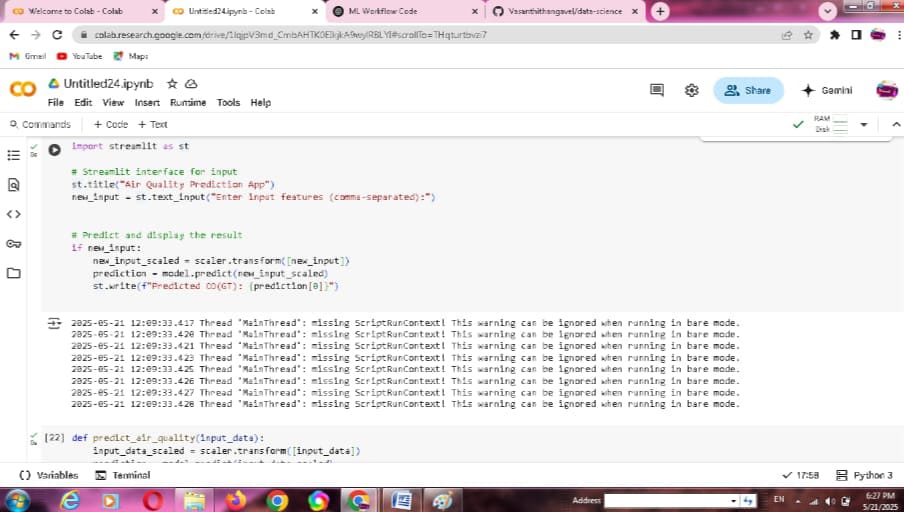 Welcome to Colab - Colab
Untitled24.ipynb - Colab
ML Workflow Code
Vasanthithangavel/data-science
colab.research.google.com/drive/
Gmail YouTube Maps
Untitled24.ipynb
File Edit View Insert Runtime Tools Help
Share
Gemini
Commands + Code + Text
RAM
Disk
0s
import streamlit as st
# Streamlit interface for input
st.title("Air Quality Prediction App")
new_input = st.text_input("Enter input features (comma-separated):")
# Predict and display the result
if new_input:
new_input_scaled = scaler.transform([new_input])
prediction = model.predict(new_input_scaled)
st.write(f"Predicted CO(GT): {prediction[0]}")
2025-05-21 12:09:33.417 Thread 'MainThread': missing ScriptRunContext! This warning can be ignored when running in bare mode.
2025-05-21 12:09:33.420 Thread 'MainThread': missing ScriptRunContext! This warning can be ignored when running in bare mode.
2025-05-21 12:09:33.421 Thread 'MainThread': missing ScriptRunContext! This warning can be ignored when running in bare mode.
2025-05-21 12:09:33.423 Thread 'MainThread': missing ScriptRunContext! This warning can be ignored when running in bare mode.
2025-05-21 12:09:33.425 Thread 'MainThread': missing ScriptRunContext! This warning can be ignored when running in bare mode.
2025-05-21 12:09:33.426 Thread 'MainThread': missing ScriptRunContext! This warning can be ignored when running in bare mode.
2025-05-21 12:09:33.427 Thread 'MainThread': missing ScriptRunContext! This warning can be ignored when running in bare mode.
2025-05-21 12:09:33.428 Thread 'MainThread': missing ScriptRunContext! This warning can be ignored when running in bare mode.
0s
[22] def predict_air_quality(input_data):
input_data_scaled = scaler.transform([input_data])
Variables Terminal
17:58 Python 3
Address
EN
6:27 PM
5/21/2025